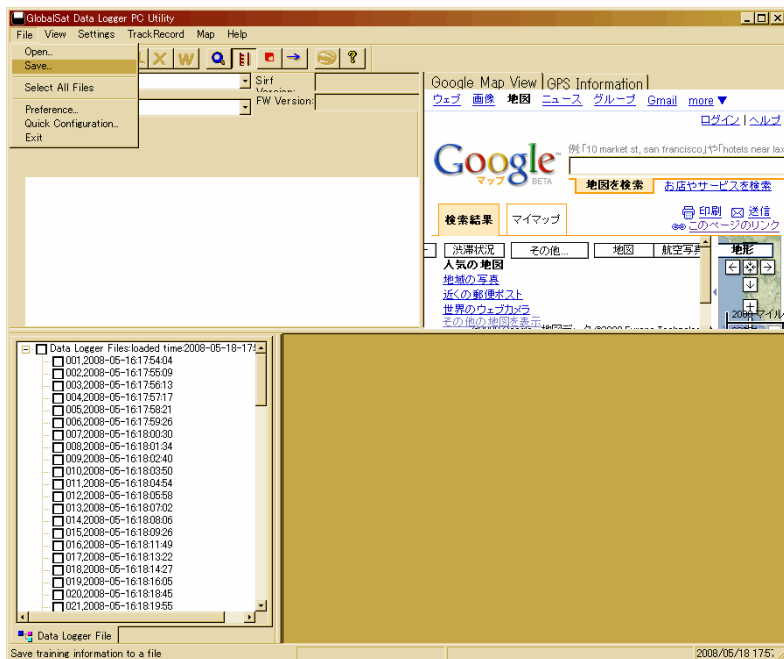 GlobalSat Data Logger PC Utility
File View Settings TrackRecord Map Help
Open..
Save..
Select All Files
Preference..
Quick Configuration..
Exit
Sirf
FW Version:
Google Map View GPS Information
ウェブ 画像 地図 ニュース グループ Gmail more ▼
ログイン | ヘルプ
Google
マップ BETA
例:「10 market st, san francisco」や「hotels near lax
地図を検索 お店やサービスを検索
検索結果 マイマップ
印刷 送信
このページのリンク
渋滞状況 その他... 地図 航空写 地形
人気の地図
地域の写真
近くの郵便ポスト
世界のウェブカメラ
その他の地図を表示
2000 マイル
Data Logger Files:loaded time:2008-05-18-17:
001,2008-05-16:17:54:04
002,2008-05-16:17:55:09
003,2008-05-16:17:56:13
004,2008-05-16:17:57:17
005,2008-05-16:17:58:21
006,2008-05-16:17:59:26
007,2008-05-16:18:00:30
008,2008-05-16:18:01:34
009,2008-05-16:18:02:40
010,2008-05-16:18:03:50
011,2008-05-16:18:04:54
012,2008-05-16:18:05:58
013,2008-05-16:18:07:02
014,2008-05-16:18:08:06
015,2008-05-16:18:09:26
016,2008-05-16:18:11:49
017,2008-05-16:18:13:22
018,2008-05-16:18:14:27
019,2008-05-16:18:16:05
020,2008-05-16:18:18:45
021,2008-05-16:18:19:55
Data Logger File
Save training information to a file
2008/05/18 17:57